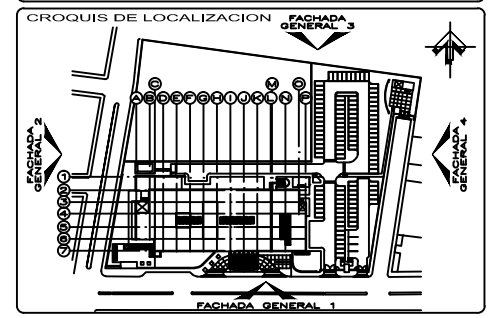 CROQUIS DE LOCALIZACION
FACHADA
GENERAL 3
C M O
A B D E F G H I J K L N P
FACHADA
GENERAL 2
FACHADA
GENERAL 4
1
2
3
4
5
6
7
FACHADA GENERAL 1